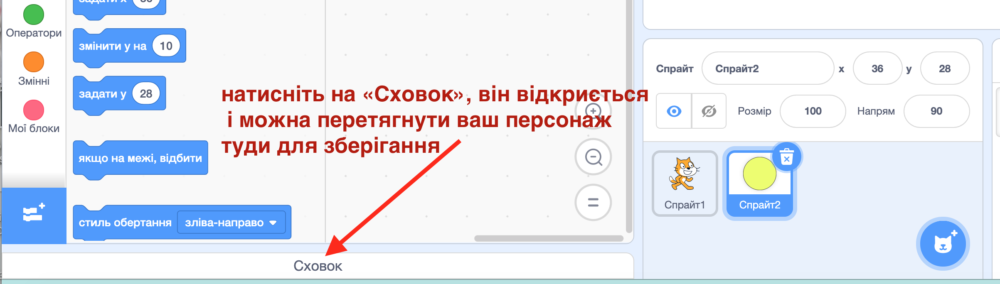 задати x 36
Оператори
змінити y на 10
Змінні
задати y 28
Мої блоки
якщо на межі, відбити
стиль обертання зліва-направо
натисніть на «Сховок», він відкриється
і можна перетягнути ваш персонаж
туди для зберігання
Сховок
Спрайт Спрайт2 x 36 y 28
Розмір 100 Напрям 90
Спрайт1
Спрайт2